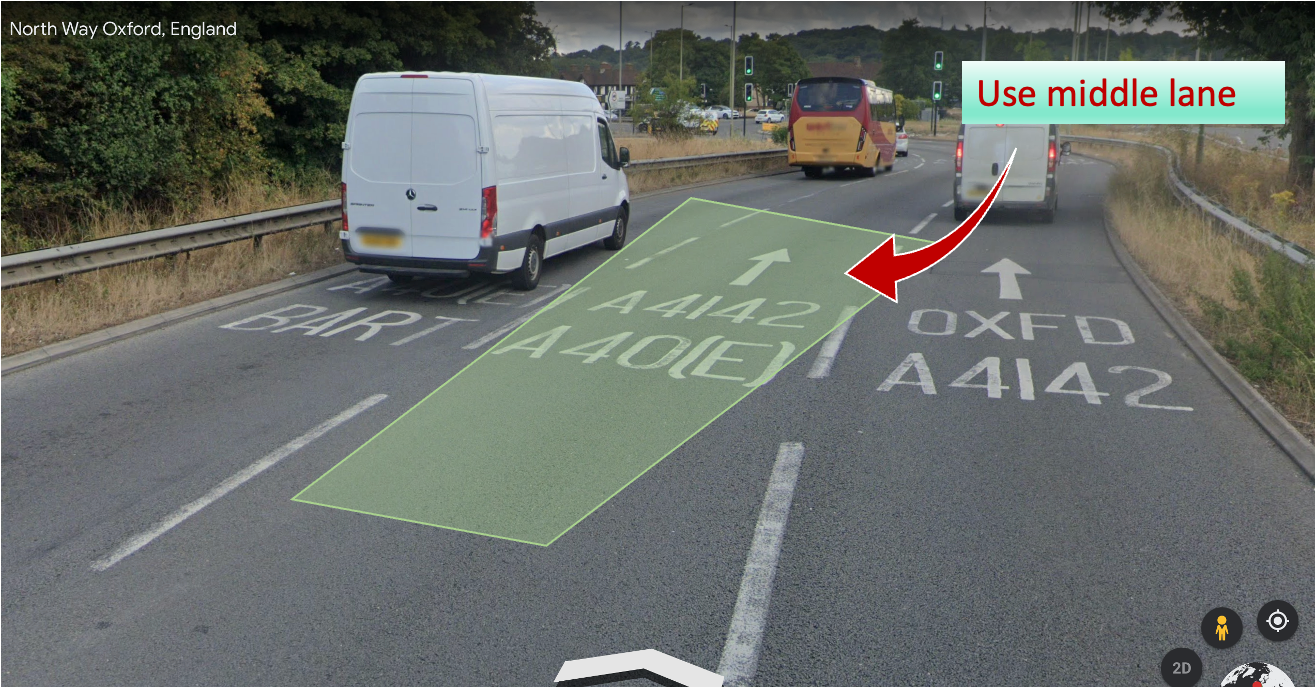 North Way Oxford, England
Use middle lane
A4142
A40(E)
BART
OXFD
A4142
2D